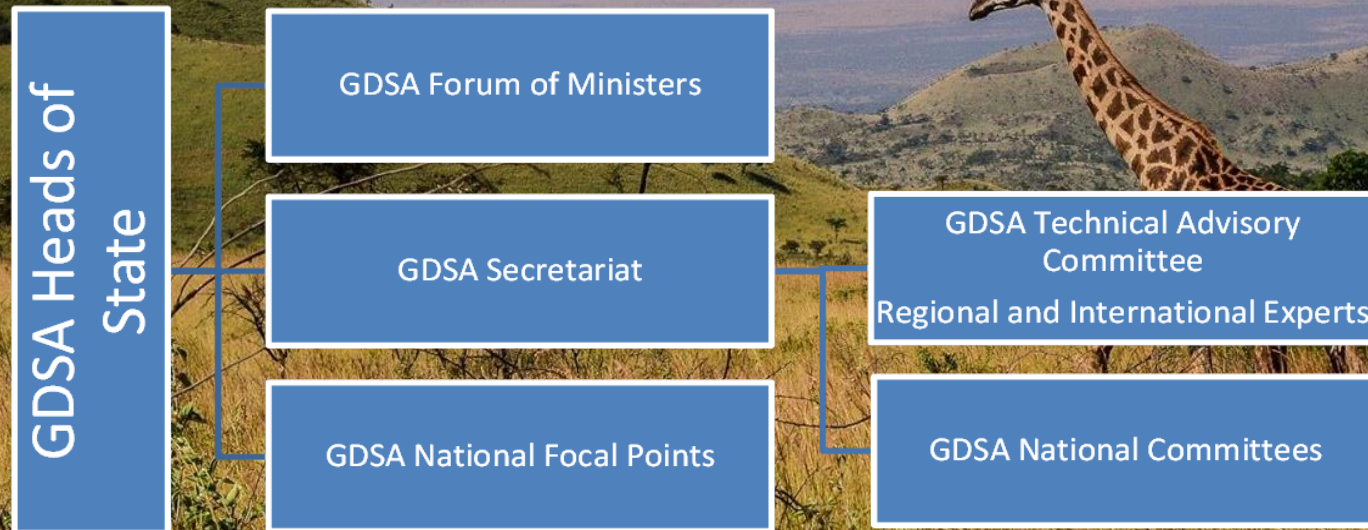 GDSA Heads of
State
GDSA Forum of Ministers
GDSA Secretariat
GDSA National Focal Points
GDSA Technical Advisory
Committee
Regional and International Experts
GDSA National Committees